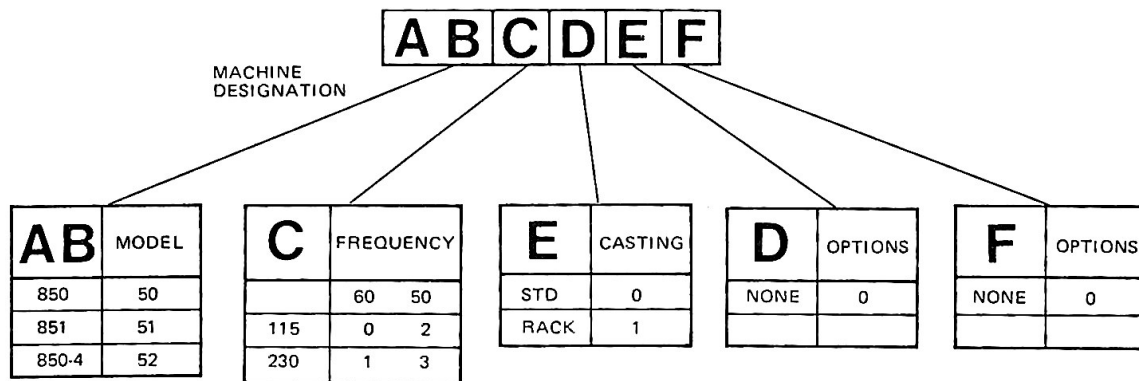 A B C D E F
MACHINE
DESIGNATION
AB MODEL
850 50
851 51
850-4 52
C FREQUENCY
60 50
115 0 2
230 1 3
E CASTING
STD 0
RACK 1
D OPTIONS
NONE 0
F OPTIONS
NONE 0